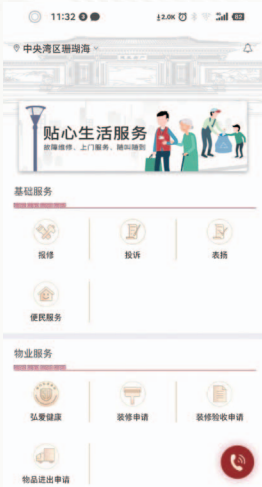 11:32
2.0K
82
中央湾区珊瑚海
贴心生活服务
故障维修、上门服务、随叫随到
基础服务
报修
投诉
表扬
便民服务
物业服务
弘爱健康
装修申请
装修验收申请
物品进出申请